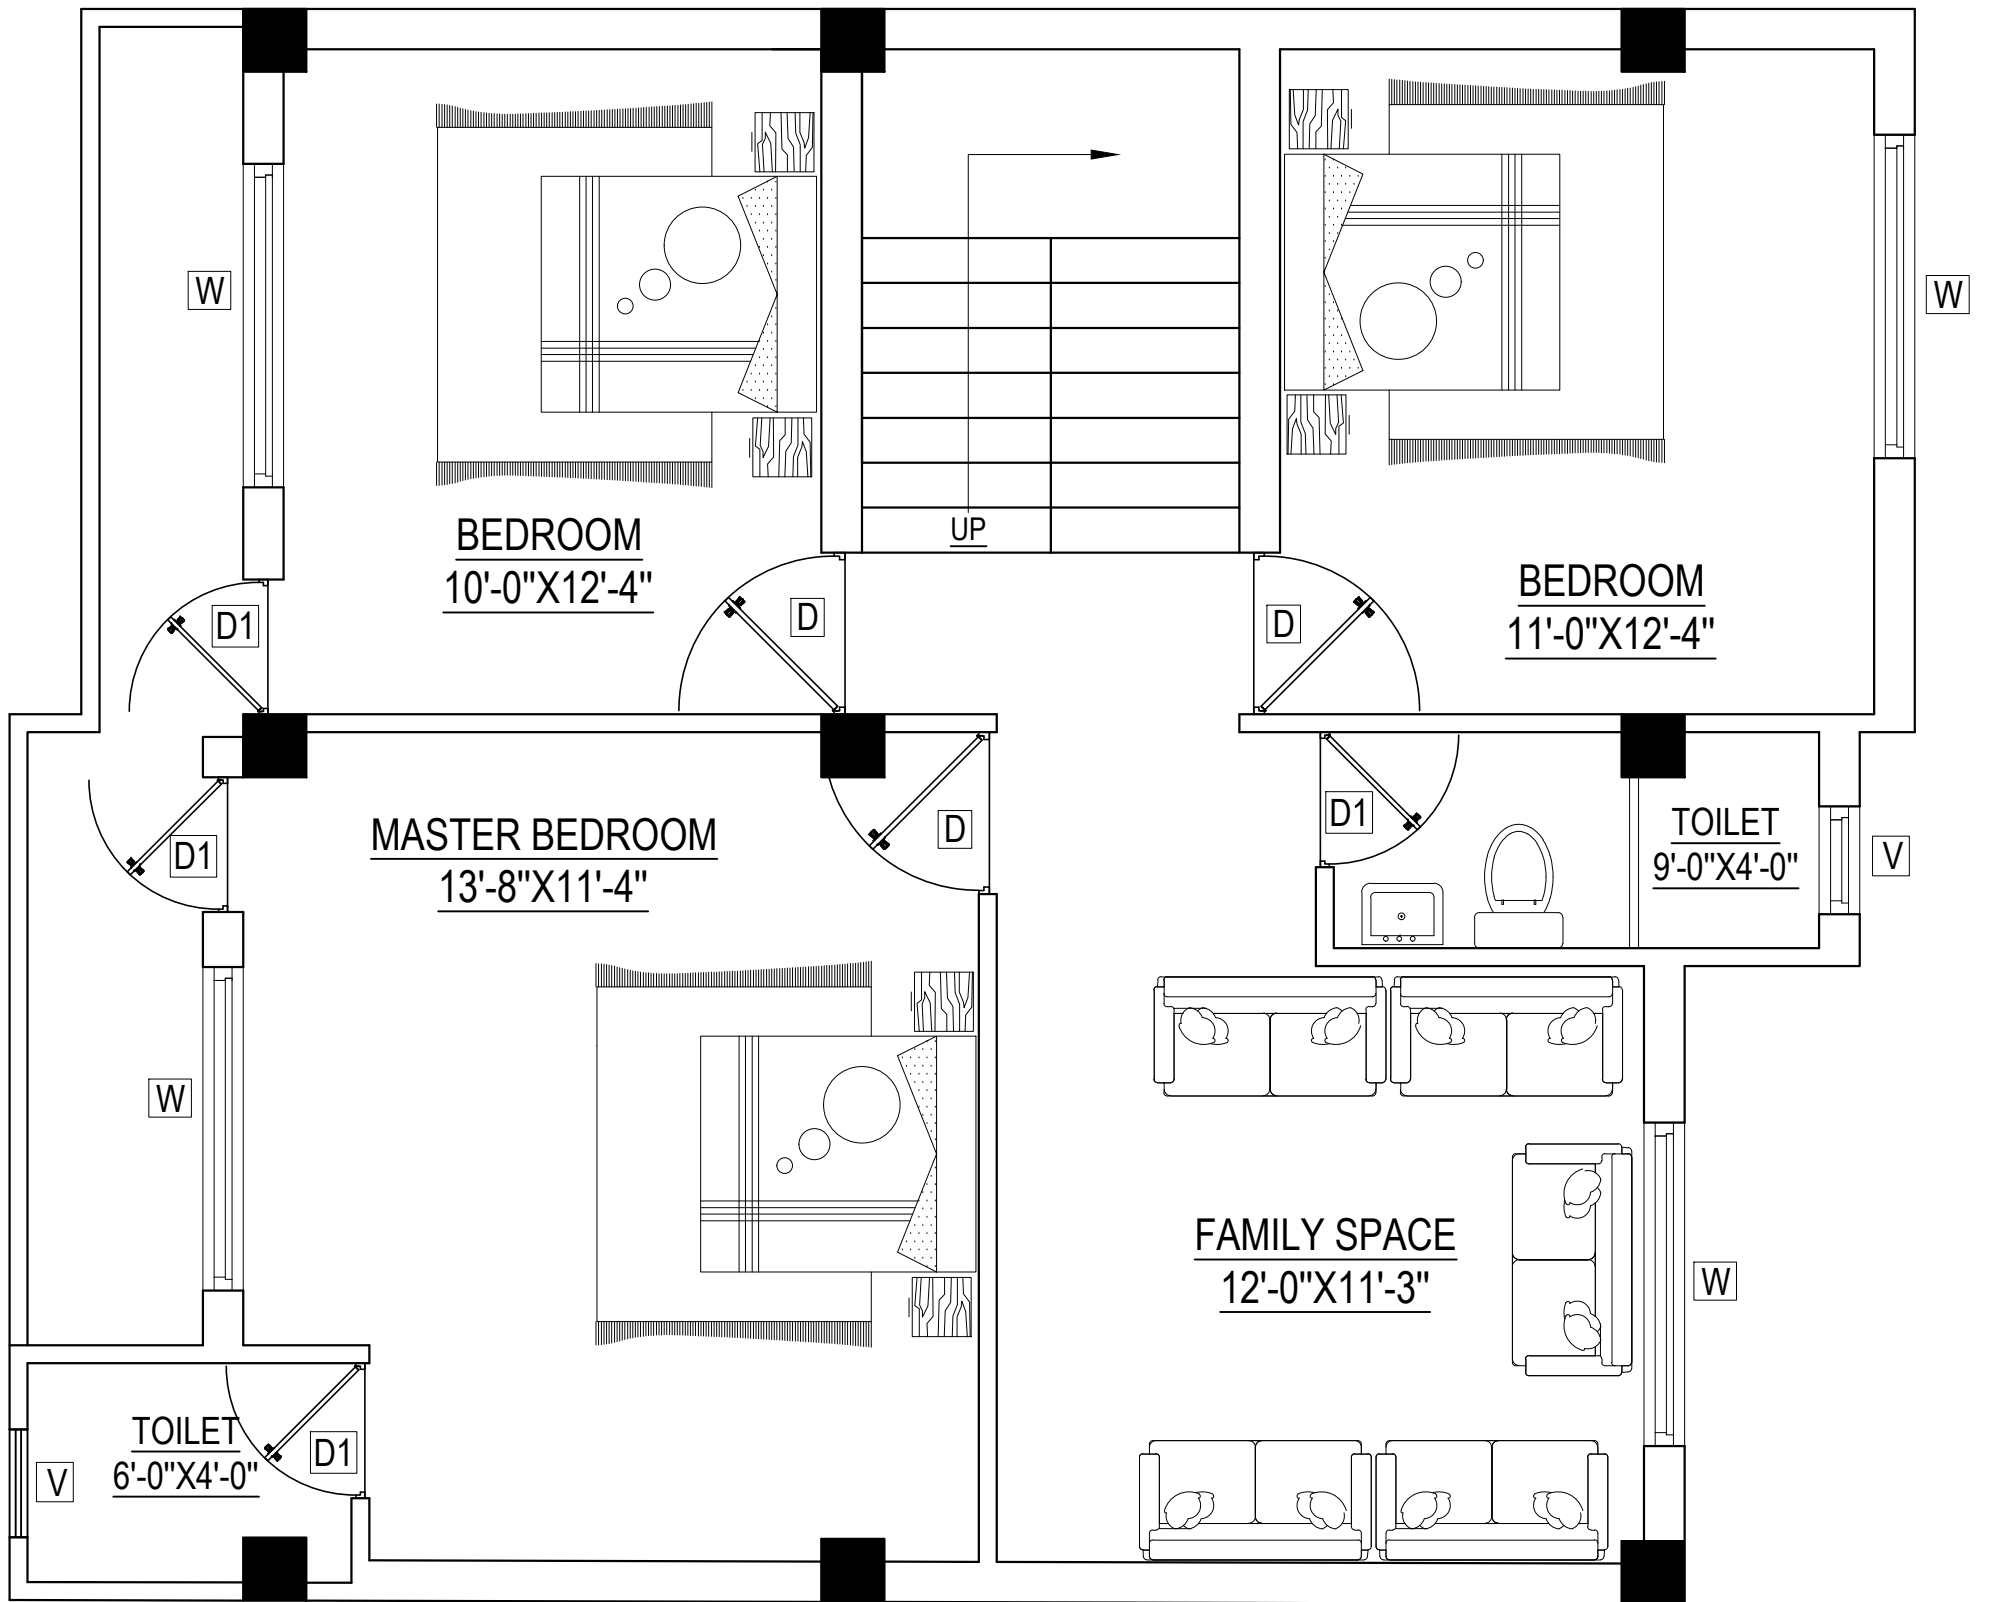 W
W
BEDROOM
10'-0"X12'-4"
UP
BEDROOM
11'-0"X12'-4"
D1
D
D
MASTER BEDROOM
13'-8"X11'-4"
D1
D
D1
TOILET
9'-0"X4'-0"
V
W
FAMILY SPACE
12'-0"X11'-3"
W
TOILET
6'-0"X4'-0"
D1
V